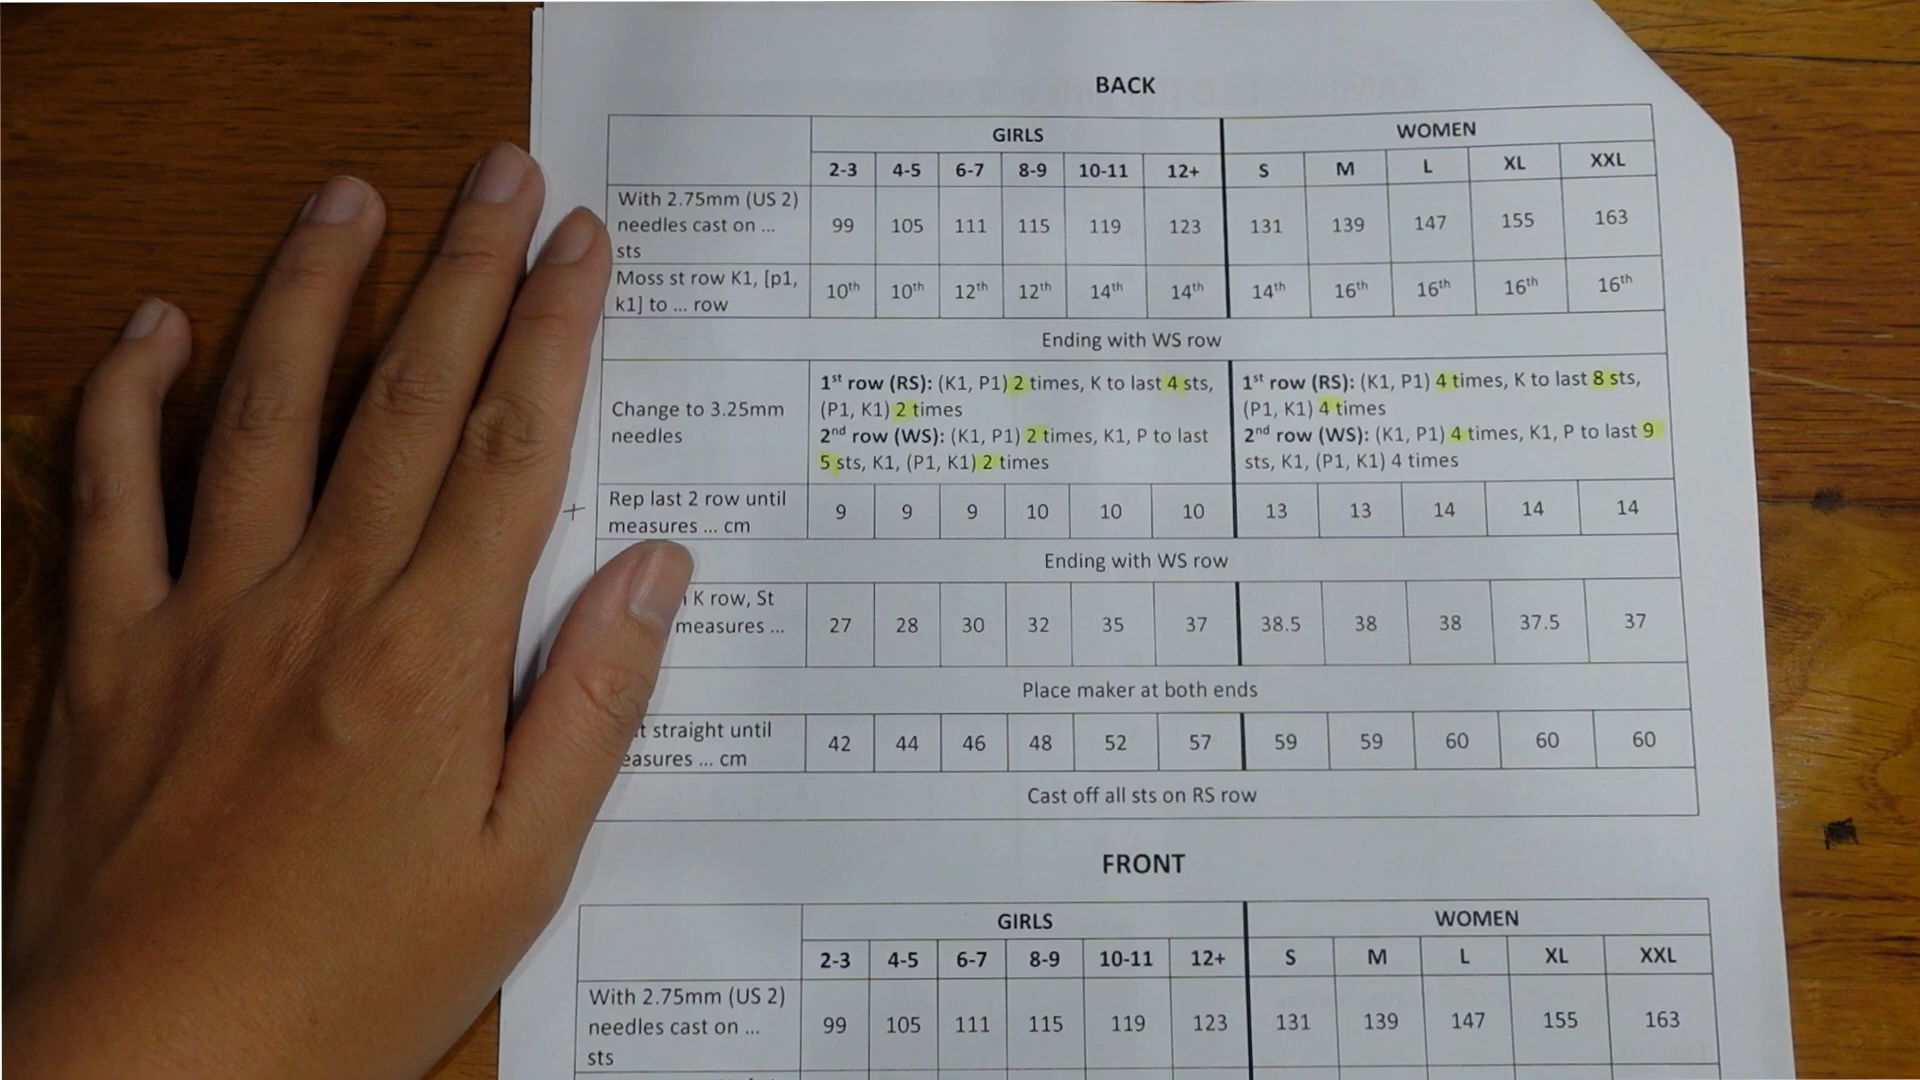 BACK
GIRLS WOMEN
2-3 4-5 6-7 8-9 10-11 12+ S M L XL XXL
With 2.75mm (US 2)
needles cast on ...
sts
99 105 111 115 119 123 131 139 147 155 163
Moss st row K1, [p1,
k1] to ... row
10th 10th 12th 12th 14th 14th 14th 16th 16th 16th 16th
Ending with WS row
Change to 3.25mm
needles
1st row (RS): (K1, P1) 2 times, K to last 4 sts,
(P1, K1) 2 times
2nd row (WS): (K1, P1) 2 times, K1, P to last
5 sts, K1, (P1, K1) 2 times
1st row (RS): (K1, P1) 4 times, K to last 8 sts,
(P1, K1) 4 times
2nd row (WS): (K1, P1) 4 times, K1, P to last 9
sts, K1, (P1, K1) 4 times
+
Rep last 2 row until
measures ... cm
9 9 9 10 10 10 13 13 14 14 14
Ending with WS row
K row, St
measures ...
27 28 30 32 35 37 38.5 38 38 37.5 37
Place maker at both ends
straight until
... cm
42 44 46 48 52 57 59 59 60 60 60
Cast off all sts on RS row
FRONT
GIRLS WOMEN
2-3 4-5 6-7 8-9 10-11 12+ S M L XL XXL
With 2.75mm (US 2)
needles cast on ...
sts
99 105 111 115 119 123 131 139 147 155 163